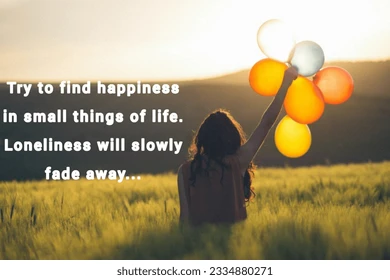 Try to find happiness
in small things of life.
Loneliness will slowly
fade away...
shutterstock.com · 2334880271